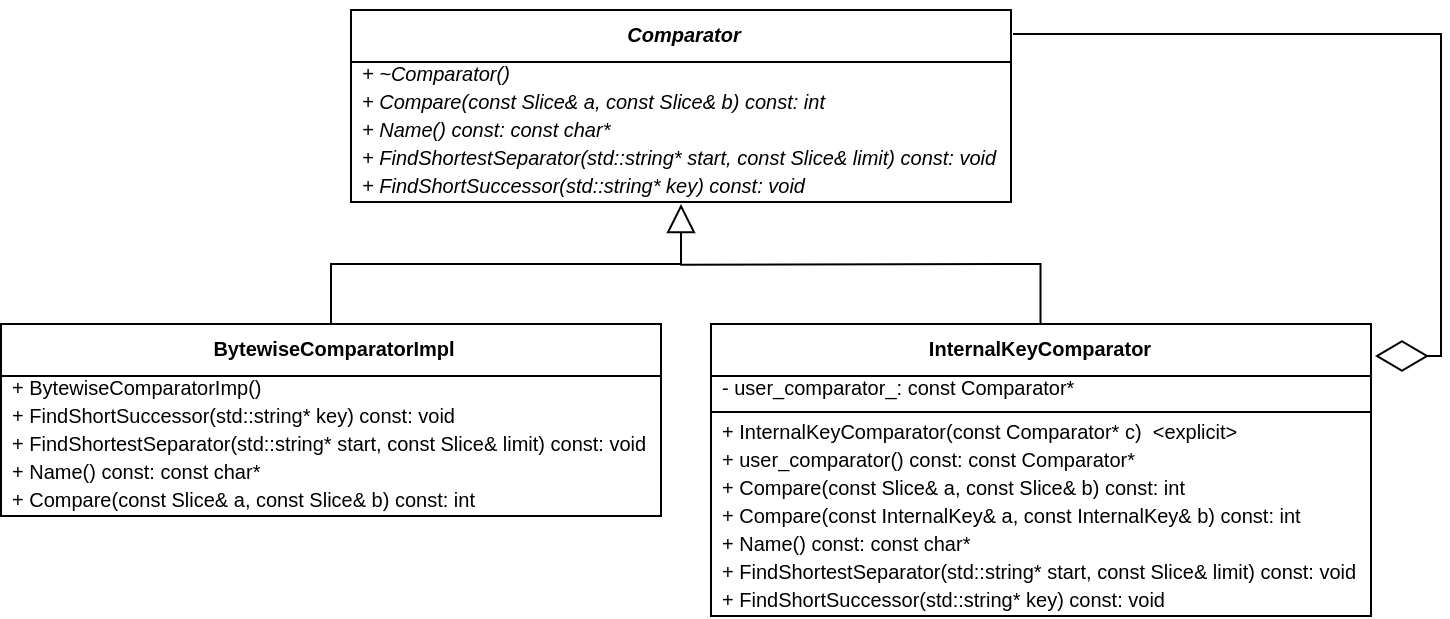 Comparator
+ ~Comparator()
+ Compare(const Slice& a, const Slice& b) const: int
+ Name() const: const char*
+ FindShortestSeparator(std::string* start, const Slice& limit) const: void
+ FindShortSuccessor(std::string* key) const: void
BytewiseComparatorImpl
+ BytewiseComparatorImp()
+ FindShortSuccessor(std::string* key) const: void
+ FindShortestSeparator(std::string* start, const Slice& limit) const: void
+ Name() const: const char*
+ Compare(const Slice& a, const Slice& b) const: int
InternalKeyComparator
- user_comparator_: const Comparator*
+ InternalKeyComparator(const Comparator* c)  <explicit>
+ user_comparator() const: const Comparator*
+ Compare(const Slice& a, const Slice& b) const: int
+ Compare(const InternalKey& a, const InternalKey& b) const: int
+ Name() const: const char*
+ FindShortestSeparator(std::string* start, const Slice& limit) const: void
+ FindShortSuccessor(std::string* key) const: void